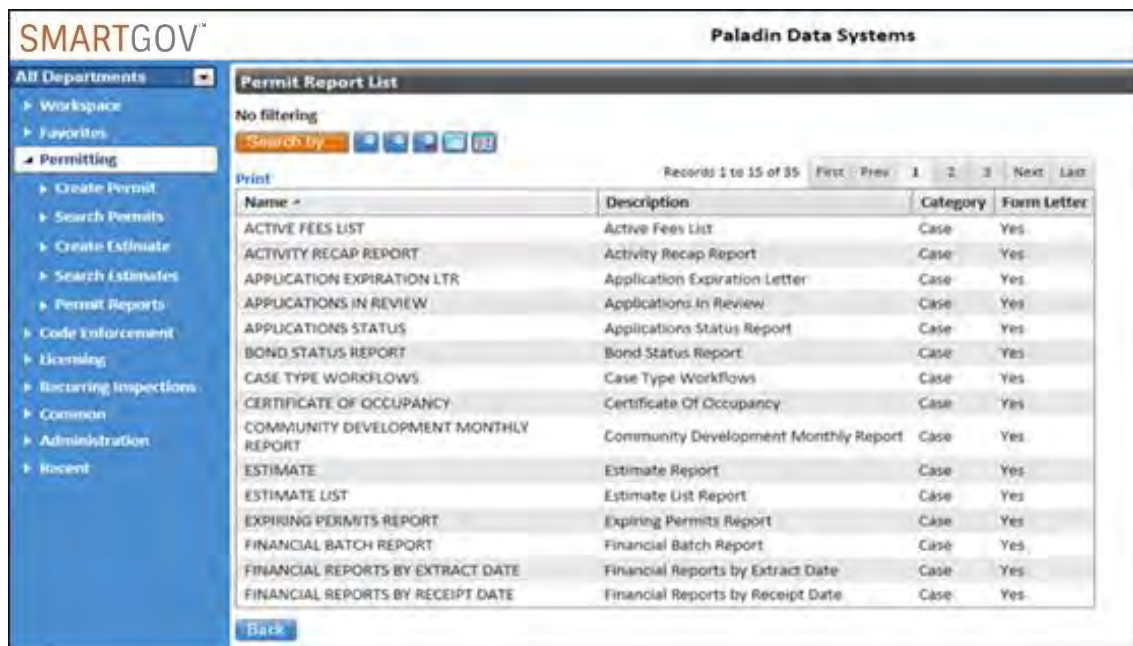 SMARTGOV™
Paladin Data Systems
All Departments
Workspace
Favorites
Permitting
Create Permit
Search Permits
Create Estimate
Search Estimates
Permit Reports
Code Enforcement
Licensing
Recurring Inspections
Common
Administration
Recent
Permit Report List
No filtering
Search by
Print
Records 1 to 15 of 35 First Prev 1 2 3 Next Last
Name Description Category Form Letter
ACTIVE FEES LIST Active Fees List Case Yes
ACTIVITY RECAP REPORT Activity Recap Report Case Yes
APPLICATION EXPIRATION LTR Application Expiration Letter Case Yes
APPLICATIONS IN REVIEW Applications In Review Case Yes
APPLICATIONS STATUS Applications Status Report Case Yes
BOND STATUS REPORT Bond Status Report Case Yes
CASE TYPE WORKFLOWS Case Type Workflows Case Yes
CERTIFICATE OF OCCUPANCY Certificate Of Occupancy Case Yes
COMMUNITY DEVELOPMENT MONTHLY
REPORT Community Development Monthly Report Case Yes
ESTIMATE Estimate Report Case Yes
ESTIMATE LIST Estimate List Report Case Yes
EXPIRING PERMITS REPORT Expiring Permits Report Case Yes
FINANCIAL BATCH REPORT Financial Batch Report Case Yes
FINANCIAL REPORTS BY EXTRACT DATE Financial Reports by Extract Date Case Yes
FINANCIAL REPORTS BY RECEIPT DATE Financial Reports by Receipt Date Case Yes
Back